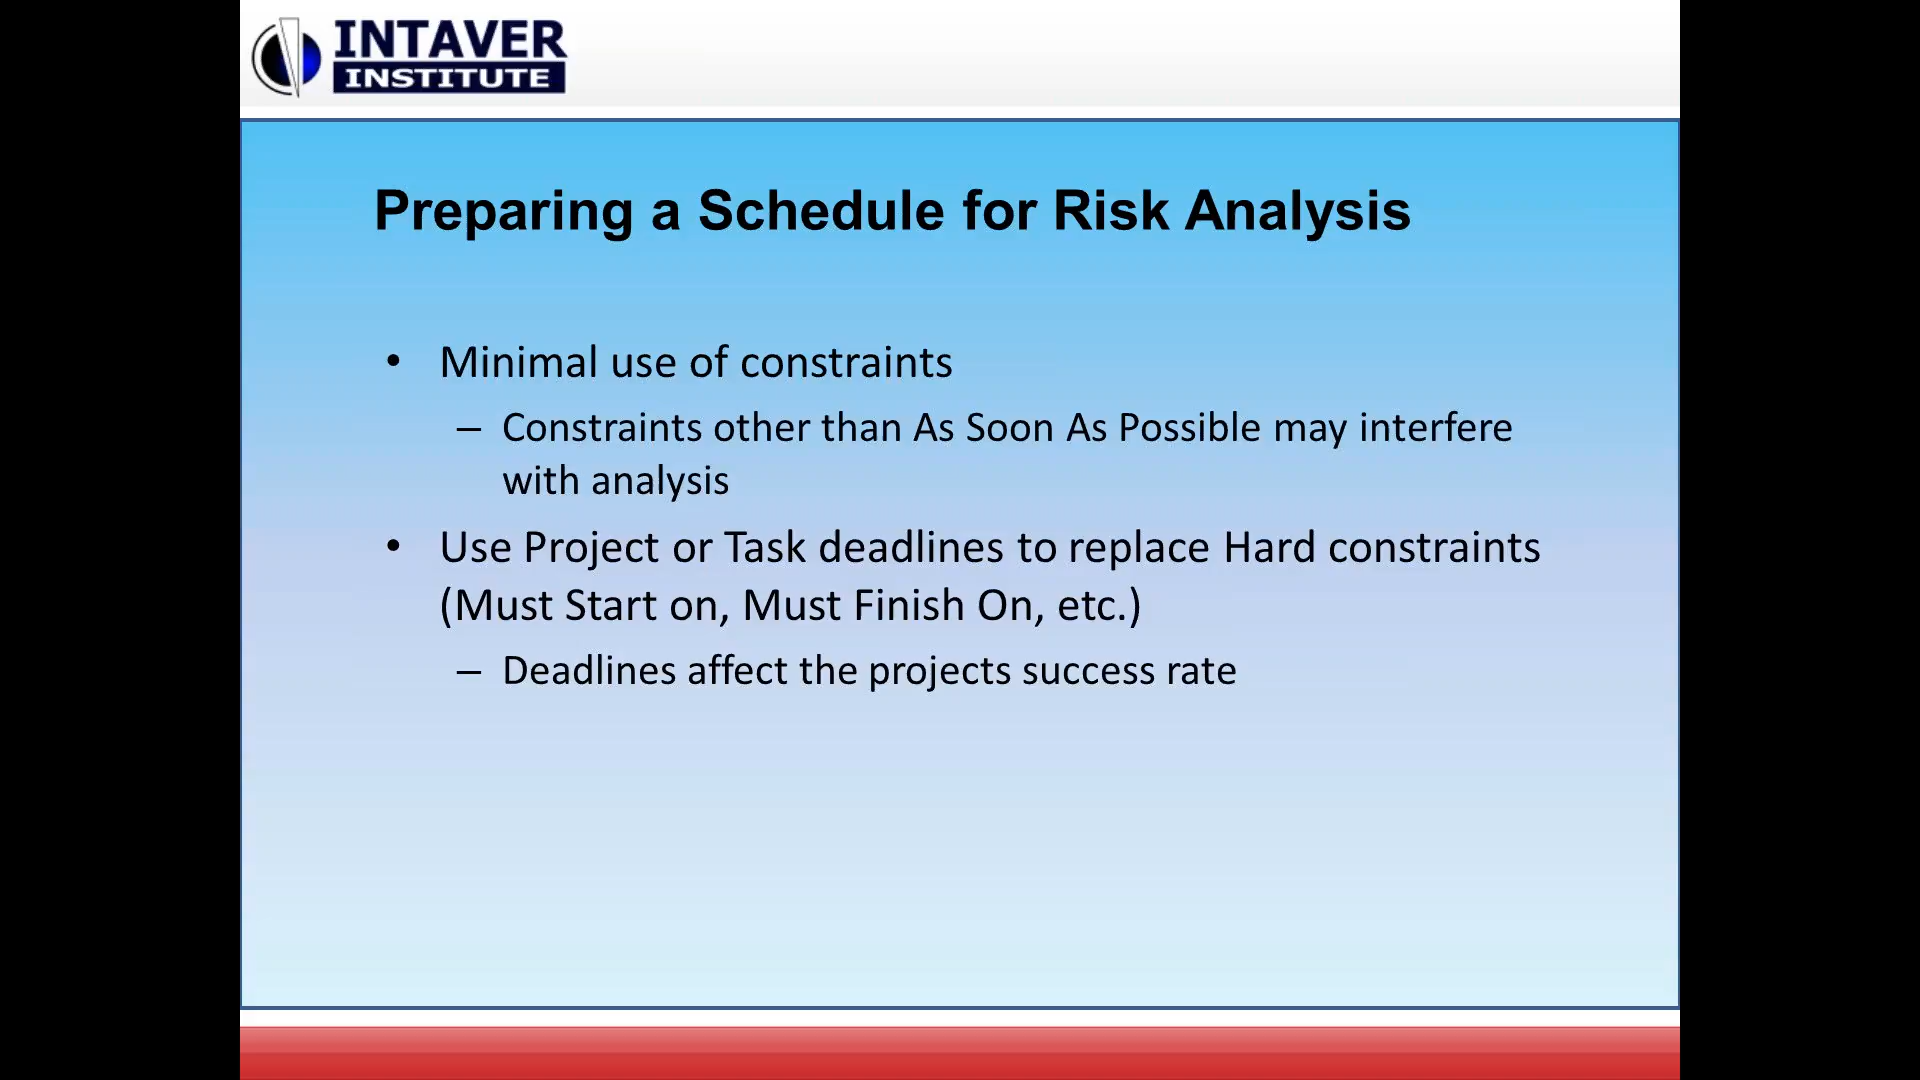 INTAVER
INSTITUTE
Preparing a Schedule for Risk Analysis
• Minimal use of constraints
– Constraints other than As Soon As Possible may interfere
with analysis
• Use Project or Task deadlines to replace Hard constraints
(Must Start on, Must Finish On, etc.)
– Deadlines affect the projects success rate